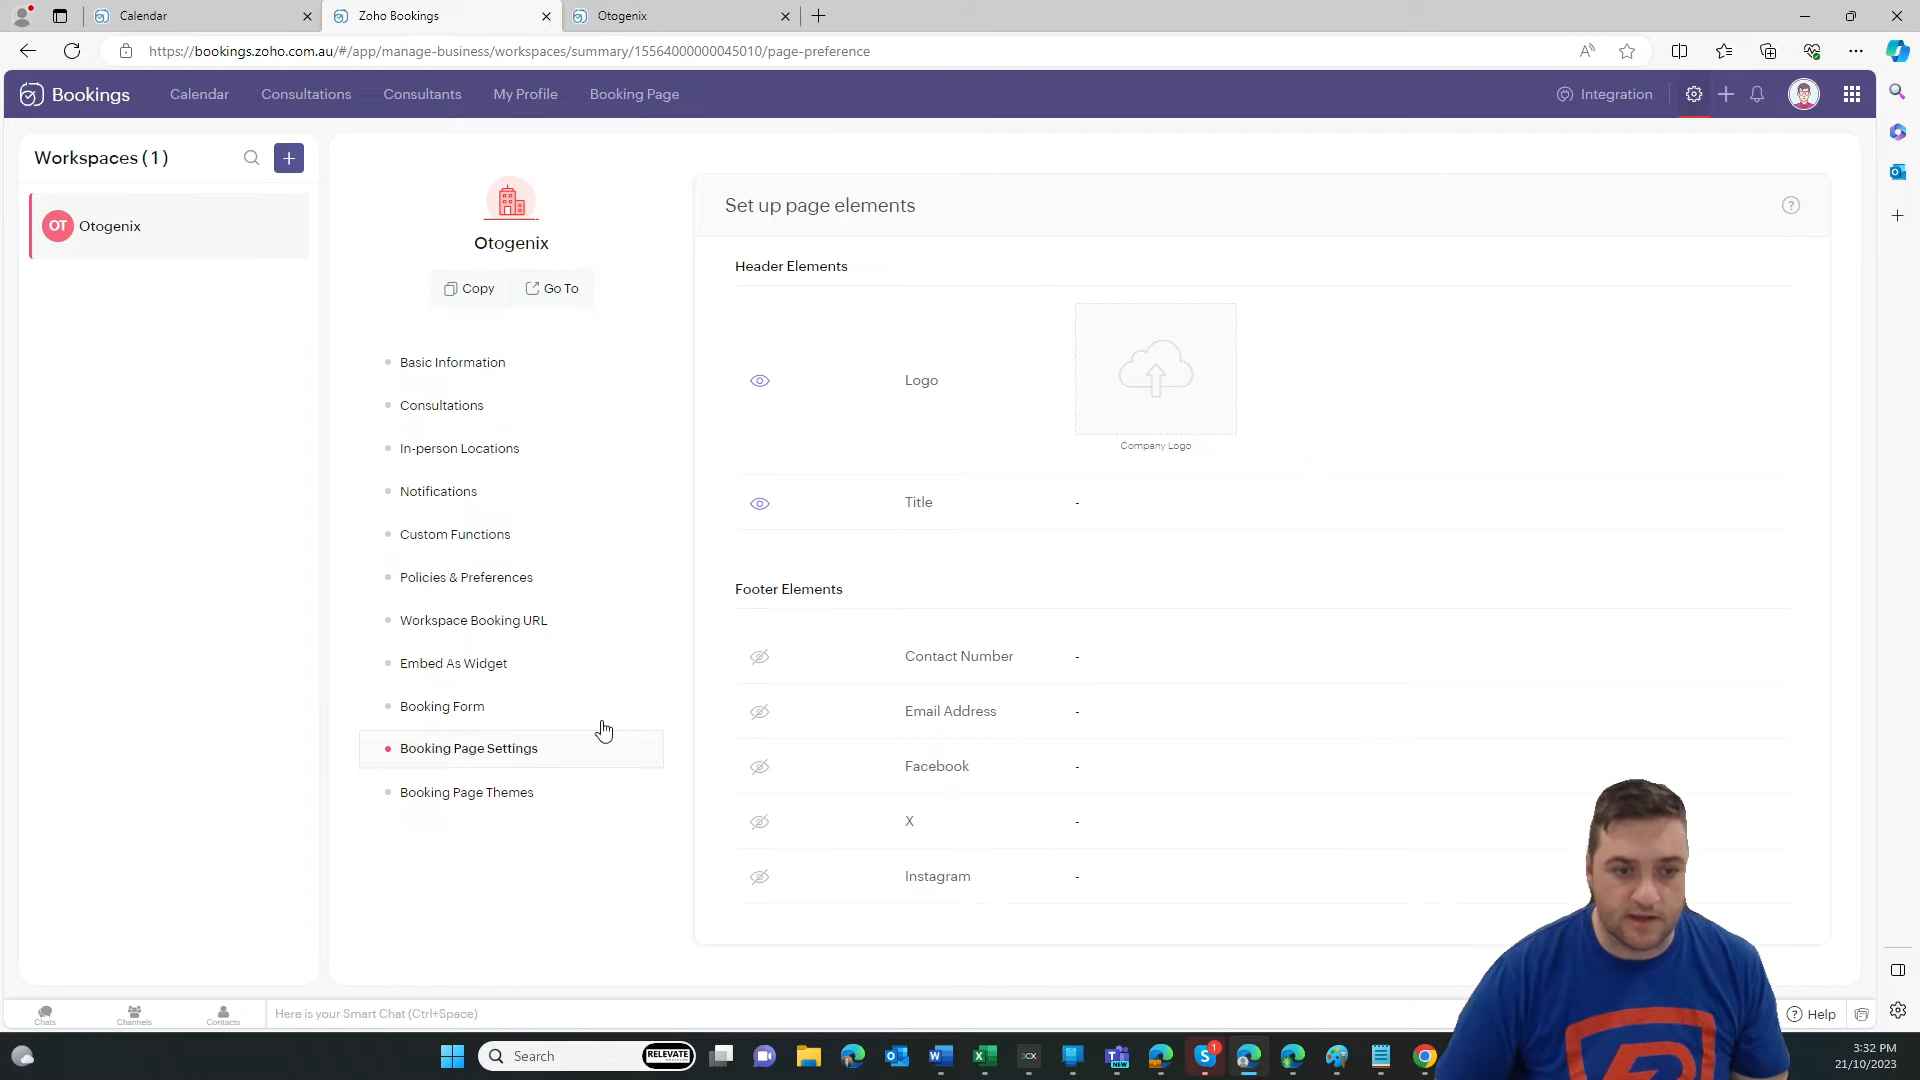 Calendar
Zoho Bookings
Otogenix
https://bookings.zoho.com.au/#/app/manage-business/workspaces/summary/15564000000045010/page-preference
Bookings
Calendar
Consultations
Consultants
My Profile
Booking Page
Integration
Workspaces (1)
OT Otogenix
Otogenix
Copy
Go To
Basic Information
Consultations
In-person Locations
Notifications
Custom Functions
Policies & Preferences
Workspace Booking URL
Embed As Widget
Booking Form
Booking Page Settings
Booking Page Themes
Set up page elements
?
Header Elements
Logo
Company Logo
Title -
Footer Elements
Contact Number -
Email Address -
Facebook -
X -
Instagram -
Chats
Channels
Contacts
Here is your Smart Chat (Ctrl+Space)
? Help
Search
RELEVATE
3CX
NEW
1
3:32 PM
21/10/2023